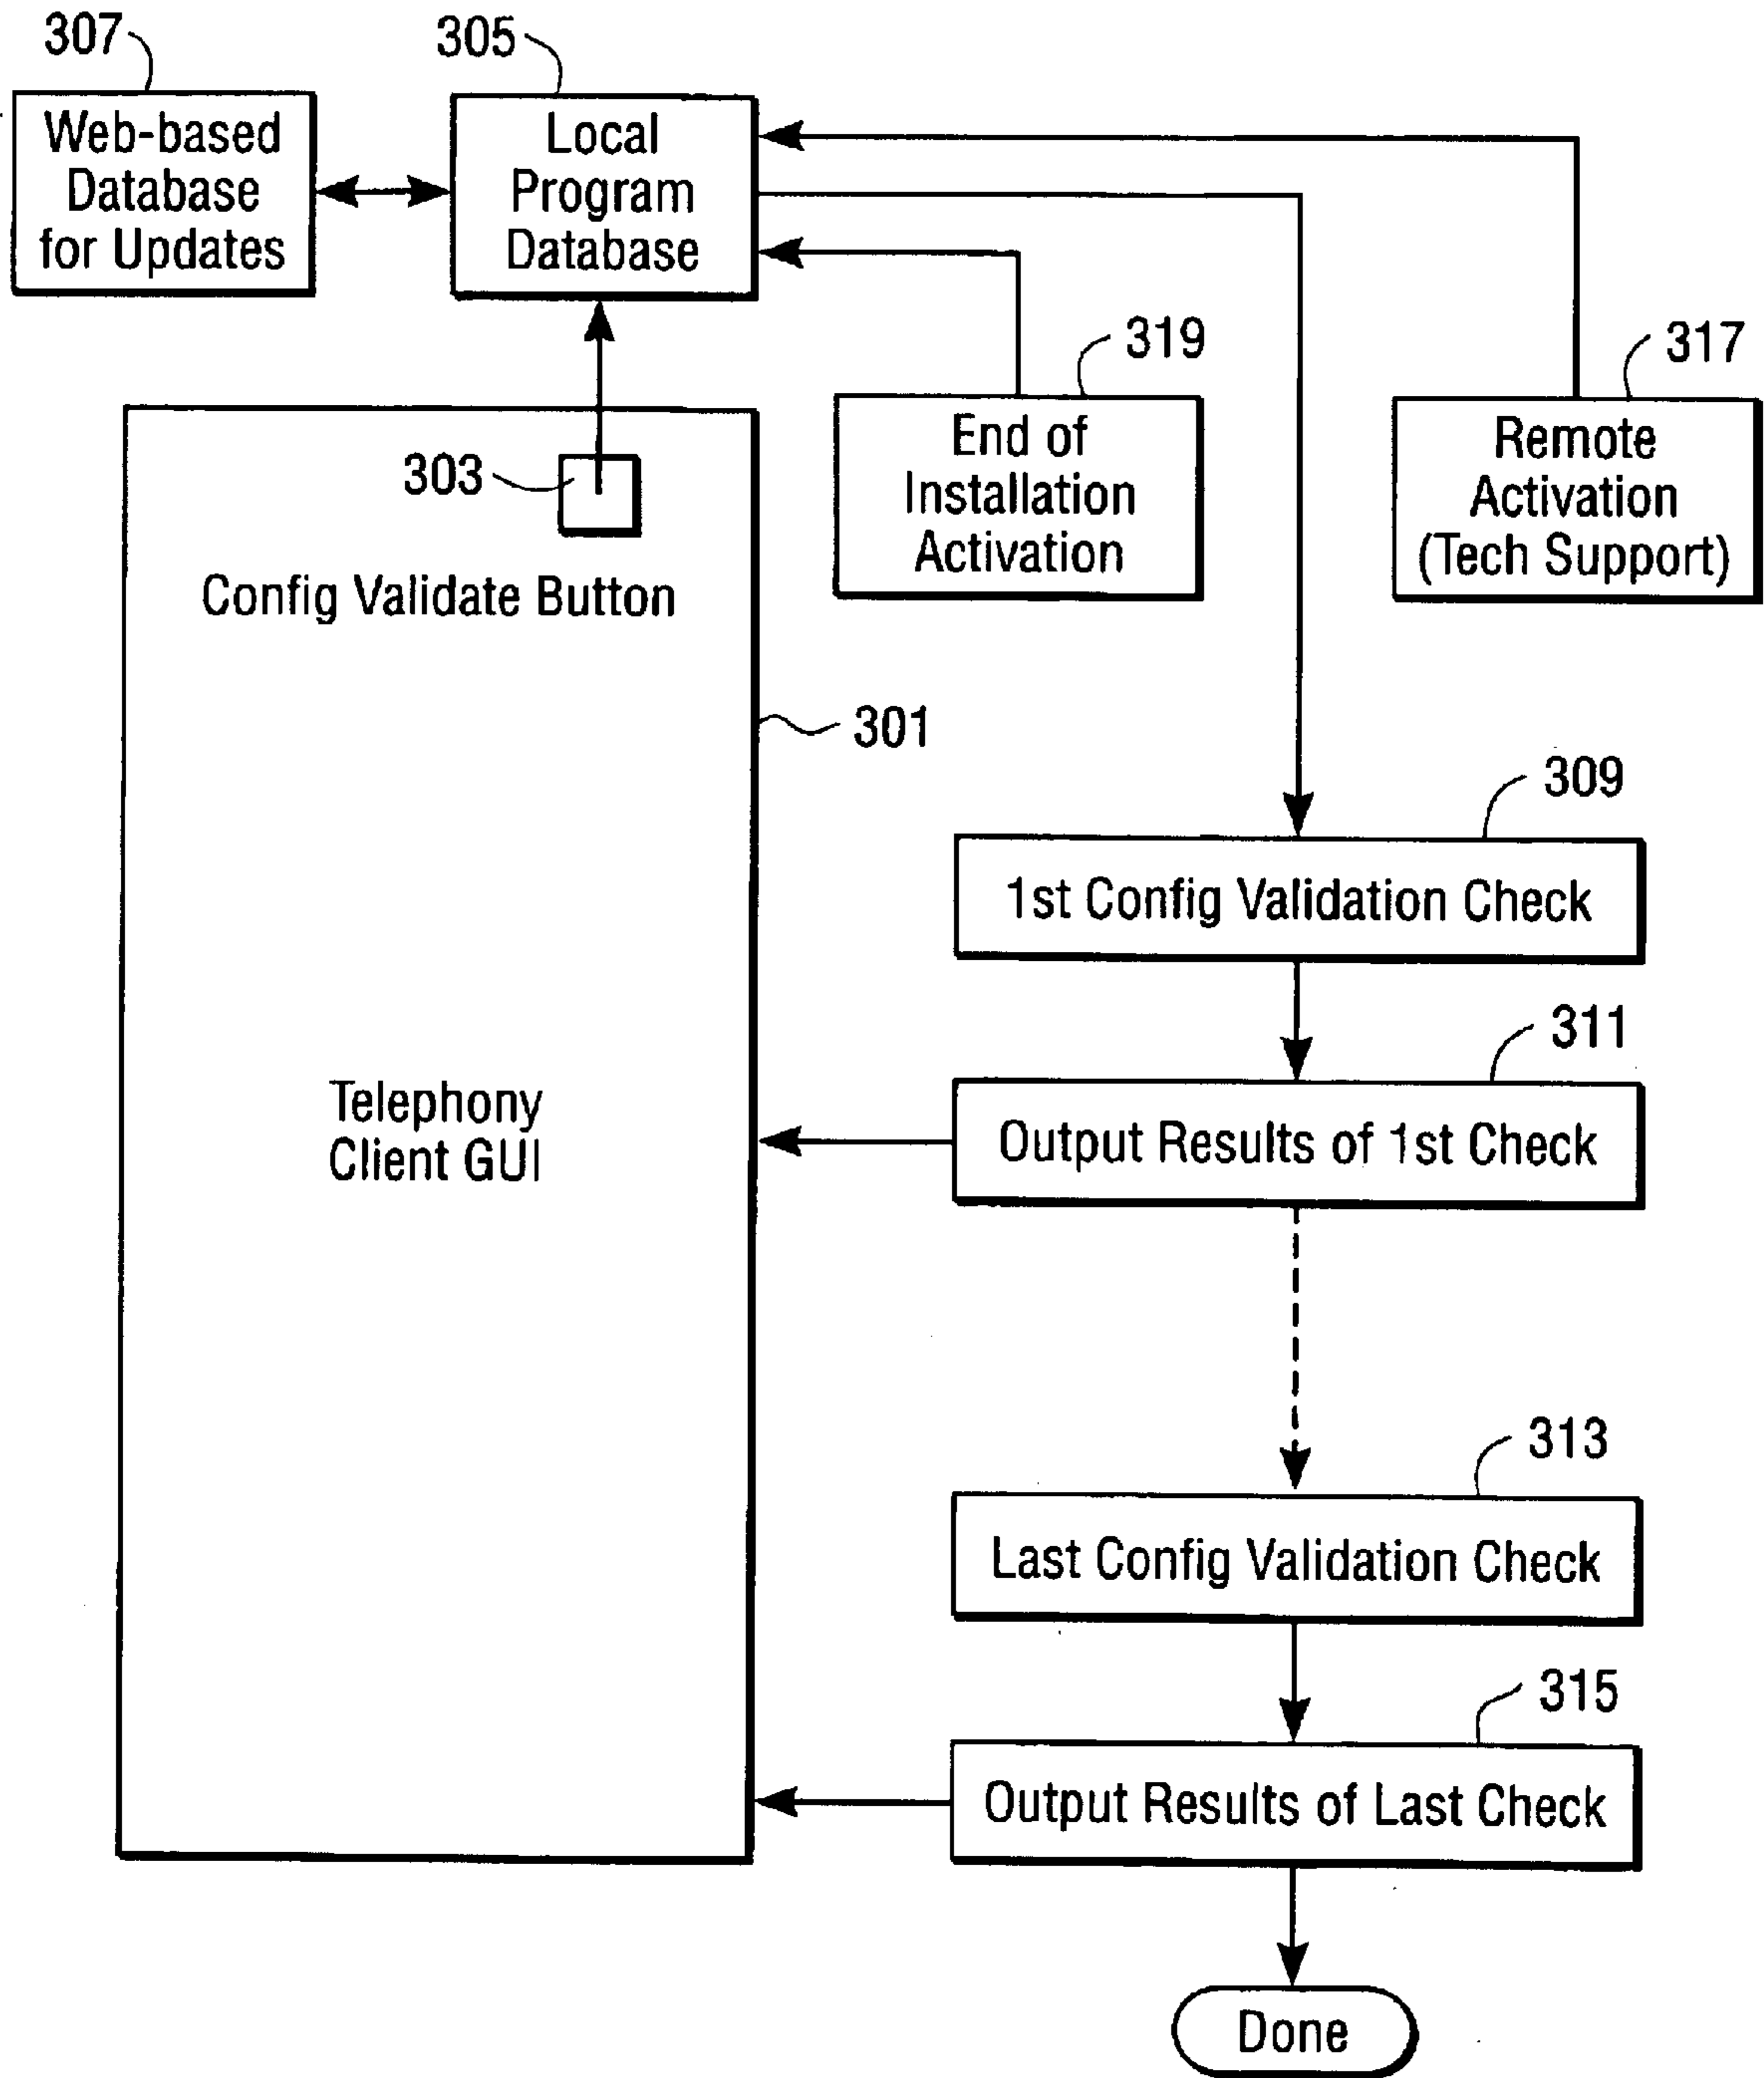 307
305
Web-based
Database
for Updates
Local
Program
Database
319
317
End of
Installation
Activation
Remote
Activation
(Tech Support)
303
Config Validate Button
301
309
1st Config Validation Check
311
Telephony
Client GUI
Output Results of 1st Check
313
Last Config Validation Check
315
Output Results of Last Check
Done